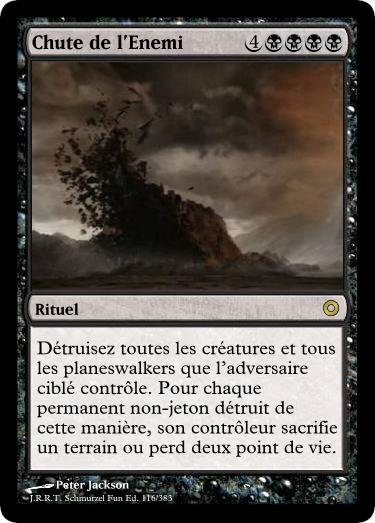 Chute de l'Enemi 4
Rituel
Détruisez toutes les créatures et tous
les planeswalkers que l'adversaire
ciblé contrôle. Pour chaque
permanent non-jeton détruit de
cette manière, son contrôleur sacrifie
un terrain ou perd deux point de vie.
Peter Jackson
J.R.R.T. Schmurzel Fun Ed. 116/383